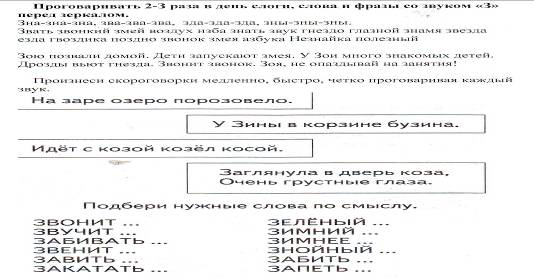 Проговаривать 2-3 раза в день слоги, слова и фразы со звуком «З»
перед зеркалом.
Зна-зна-зна, зва-зва-зва, зда-зда-зда, зны-зны-зны.
Звать звонкий змей воздух изба знать звук гнездо глазной знамя звезда
езда гвоздика поздно звонок змея азбука Незнайка полезный
Зою позвали домой. Дети запускают змея. У Зои много знакомых детей.
Дрозды вьют гнезда. Звонит звонок. Зоя, не опаздывай на занятия!
Произнеси скороговорки медленно, быстро, четко проговаривая каждый
звук.
На заре озеро порозовело.
У Зины в корзине бузина.
Идёт с козой козёл косой.
Заглянула в дверь коза,
Очень грустные глаза.
Подбери нужные слова по смыслу.
ЗВОНИТ ...
ЗВУЧИТ ...
ЗАБИВАТЬ ...
ЗВЕНИТ ...
ЗАВИТЬ ...
ЗАКАТАТЬ ...
ЗЕЛЁНЫЙ ...
ЗИМНИЙ ...
ЗИМНЕЕ ...
ЗНОЙНЫЙ ...
ЗАБИТЬ ...
ЗАПЕТЬ ...